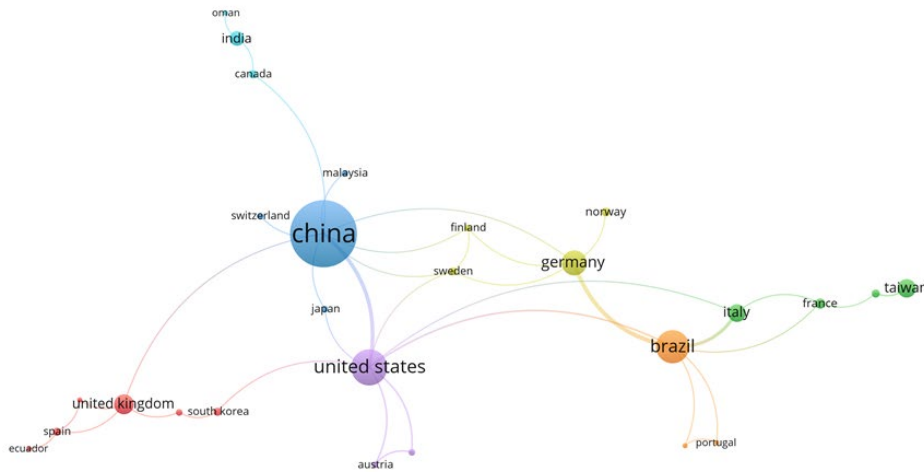 oman
india
canada
malaysia
switzerland
china
norway
finland
germany
sweden
taiwan
france
italy
japan
brazil
united states
united kingdom
south korea
spain
portugal
ecuador
austria